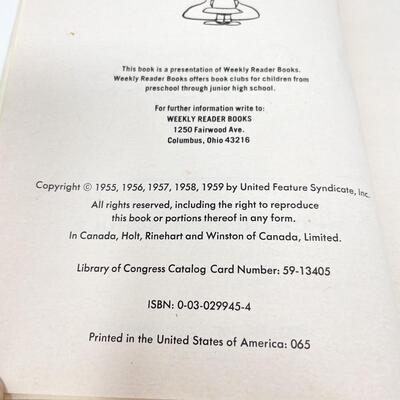 This book is a presentation of Weekly Reader Books.
Weekly Reader Books offers book clubs for children from
preschool through junior high school.
For further information write to:
WEEKLY READER BOOKS
1250 Fairwood Ave.
Columbus, Ohio 43216
Copyright © 1955, 1956, 1957, 1958, 1959 by United Feature Syndicate, Inc.
All rights reserved, including the right to reproduce
this book or portions thereof in any form.
In Canada, Holt, Rinehart and Winston of Canada, Limited.
Library of Congress Catalog Card Number: 59-13405
ISBN: 0-03-029945-4
Printed in the United States of America: 065